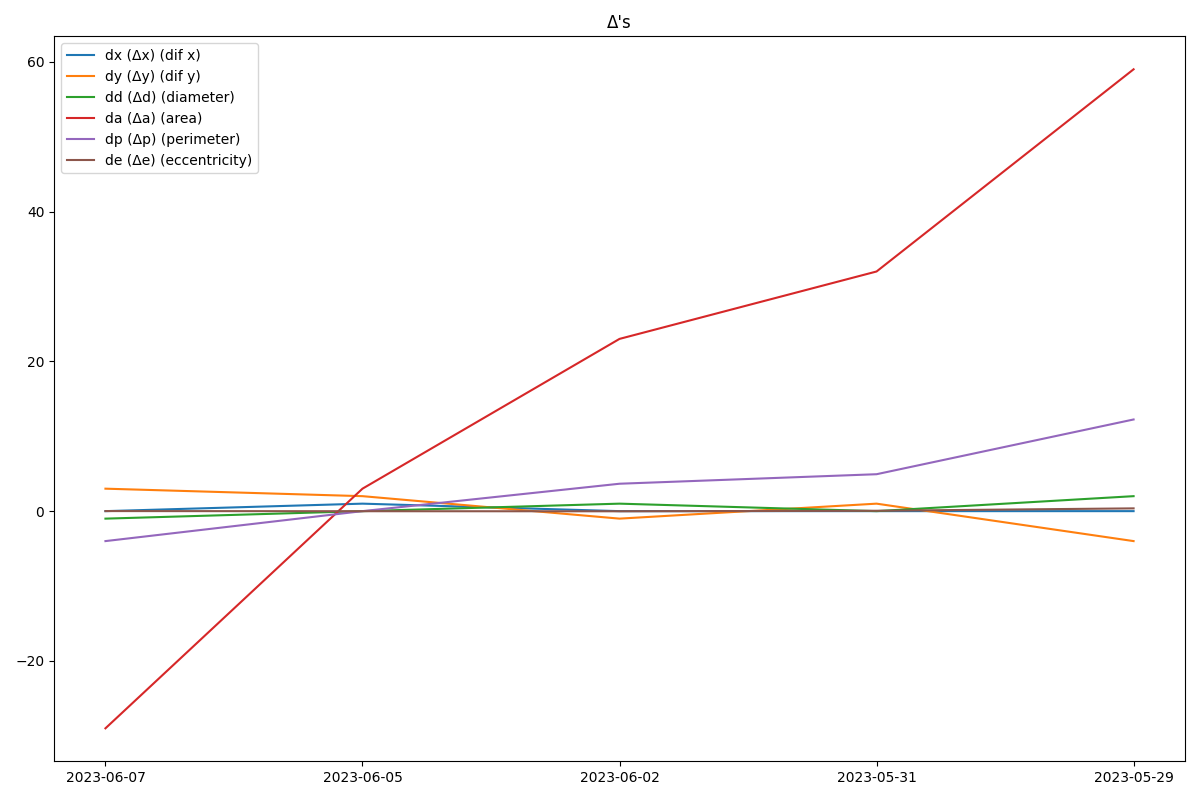 Δ's
dx (Δx) (dif x)
dy (Δy) (dif y)
dd (Δd) (diameter)
da (Δa) (area)
dp (Δp) (perimeter)
de (Δe) (eccentricity)
60
40
20
0
−20
2023-06-07 2023-06-05 2023-06-02 2023-05-31 2023-05-29